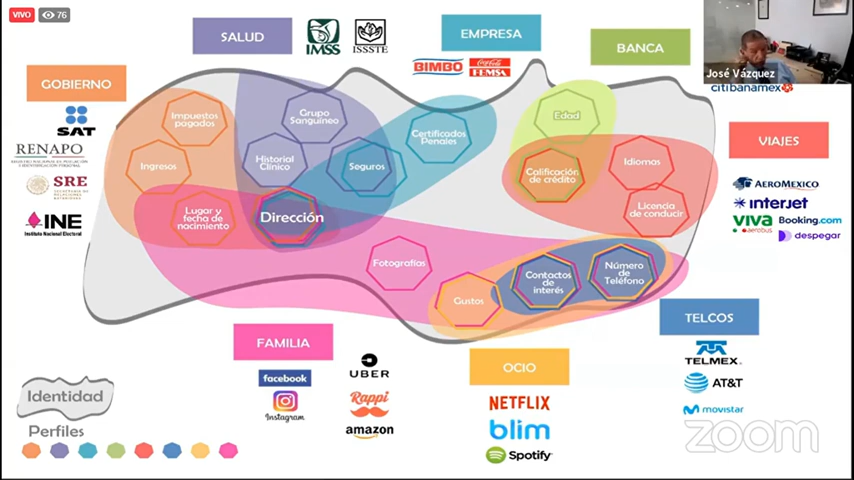 VIVO
76
SALUD
IMSS
ISSSTE
EMPRESA
BIMBO
Coca-Cola
FEMSA
BANCA
José Vázquez
citibanamex
GOBIERNO
SAT
RENAPO
SRE
INE
Instituto Nacional Electoral
Impuestos
pagados
Ingresos
Lugar y
fecha de
nacimiento
Grupo
Sanguíneo
Historial
Clínico
Seguros
Dirección
Certificados
Penales
Edad
Calificación
de crédito
Idiomas
Licencia
de conducir
Fotografías
Gustos
Contactos
de
interés
Número
de
Teléfono
VIAJES
AEROMEXICO
interjet
VIVA
aerobus
Booking.com
despegar
FAMILIA
facebook
Instagram
UBER
Rappi
amazon
OCIO
NETFLIX
blim
Spotify
TELCOS
TELMEX
AT&T
movistar
Identidad
Perfiles
zoom